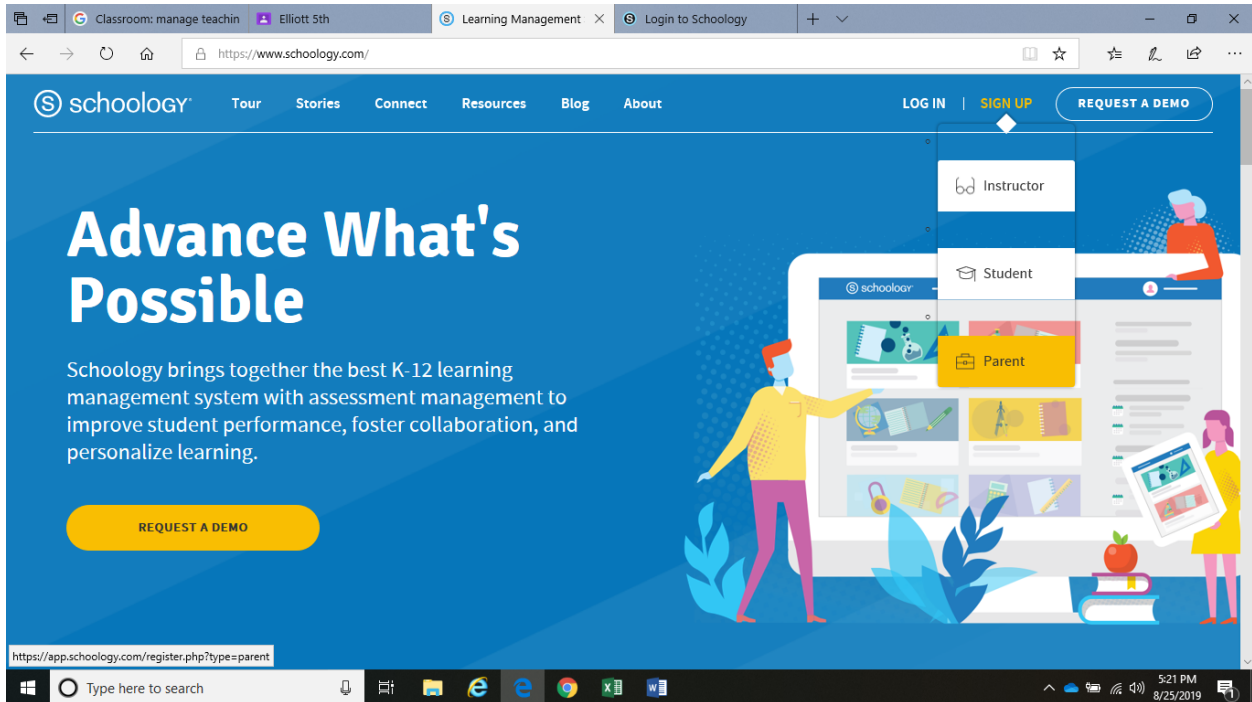 Classroom: manage teachin
Elliott 5th
Learning Management
Login to Schoology
https://www.schoology.com/
schoology
Tour Stories Connect Resources Blog About
LOG IN | SIGN UP
REQUEST A DEMO
Instructor
Student
Parent
Advance What's
Possible
Schoology brings together the best K-12 learning
management system with assessment management to
improve student performance, foster collaboration, and
personalize learning.
REQUEST A DEMO
schoology
https://app.schoology.com/register.php?type=parent
Type here to search
5:21 PM
8/25/2019